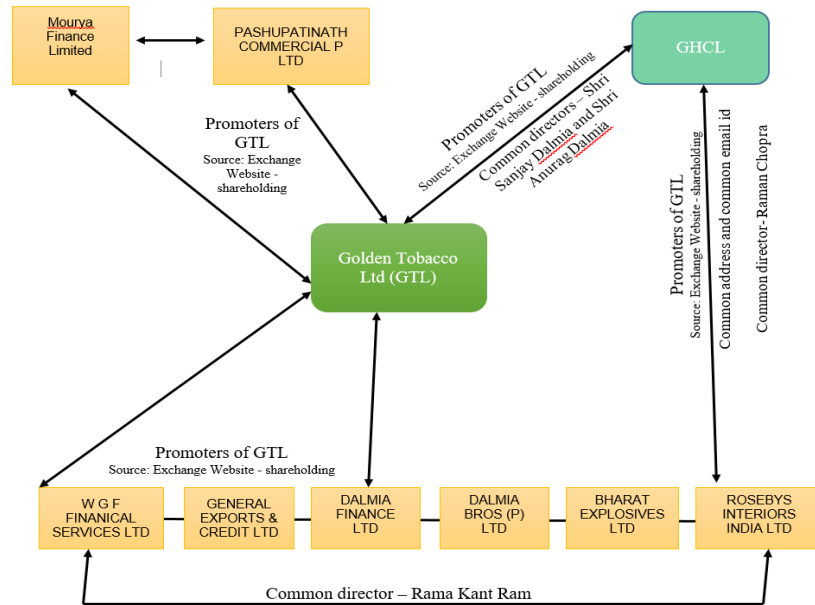 Mourya
Finance
Limited
PASHUPATINATH
COMMERCIAL P
LTD
GHCL
Promoters of
GTL
Source: Exchange
Website -
shareholding
Promoters of GTL
Source: Exchange Website - shareholding
Common directors – Shri
Sanjay Dalmia and Shri
Anurag Dalmia
Golden Tobacco
Ltd (GTL)
Promoters of GTL
Source: Exchange Website - shareholding
Common address and common email id
Common director- Raman Chopra
Promoters of GTL
Source: Exchange Website - shareholding
W G F
FINANICAL
SERVICES LTD
GENERAL
EXPORTS &
CREDIT LTD
DALMIA
FINANCE
LTD
DALMIA
BROS (P)
LTD
BHARAT
EXPLOSIVES
LTD
ROSEBYS
INTERIORS
INDIA LTD
Common director – Rama Kant Ram